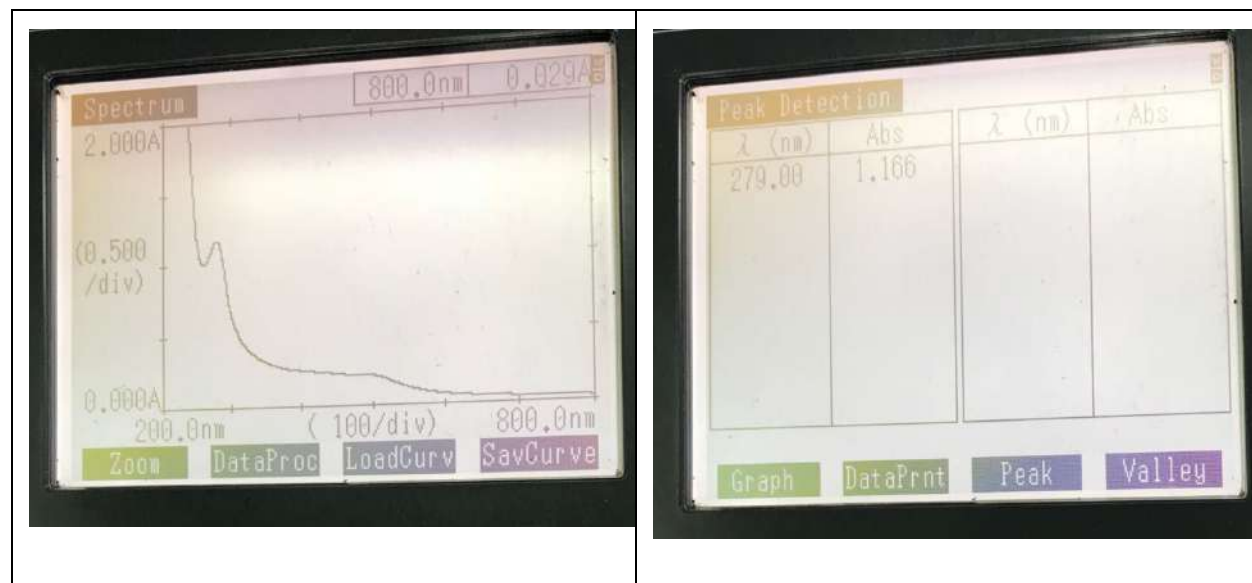 Spectrum
800.0nm 0.029A
2.000A
(0.500
/div)
0.000A
200.0nm ( 100/div) 800.0nm
Zoom DataProc LoadCurv SavCurve
Peak Detection
λ (nm) Abs λ (nm) Abs
279.00 1.166
Graph DataPrnt Peak Valley